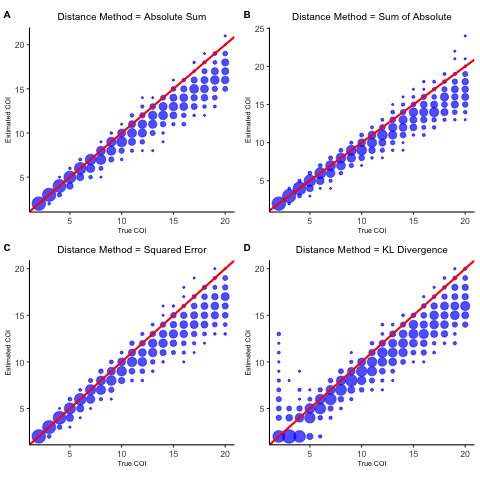 A
Distance Method = Absolute Sum
Estimated COI
20
15
10
5
5
10
15
20
True COI
B
Distance Method = Sum of Absolute
Estimated COI
25
20
15
10
5
5
10
15
20
True COI
C
Distance Method = Squared Error
Estimated COI
20
15
10
5
5
10
15
20
True COI
D
Distance Method = KL Divergence
Estimated COI
20
15
10
5
5
10
15
20
True COI